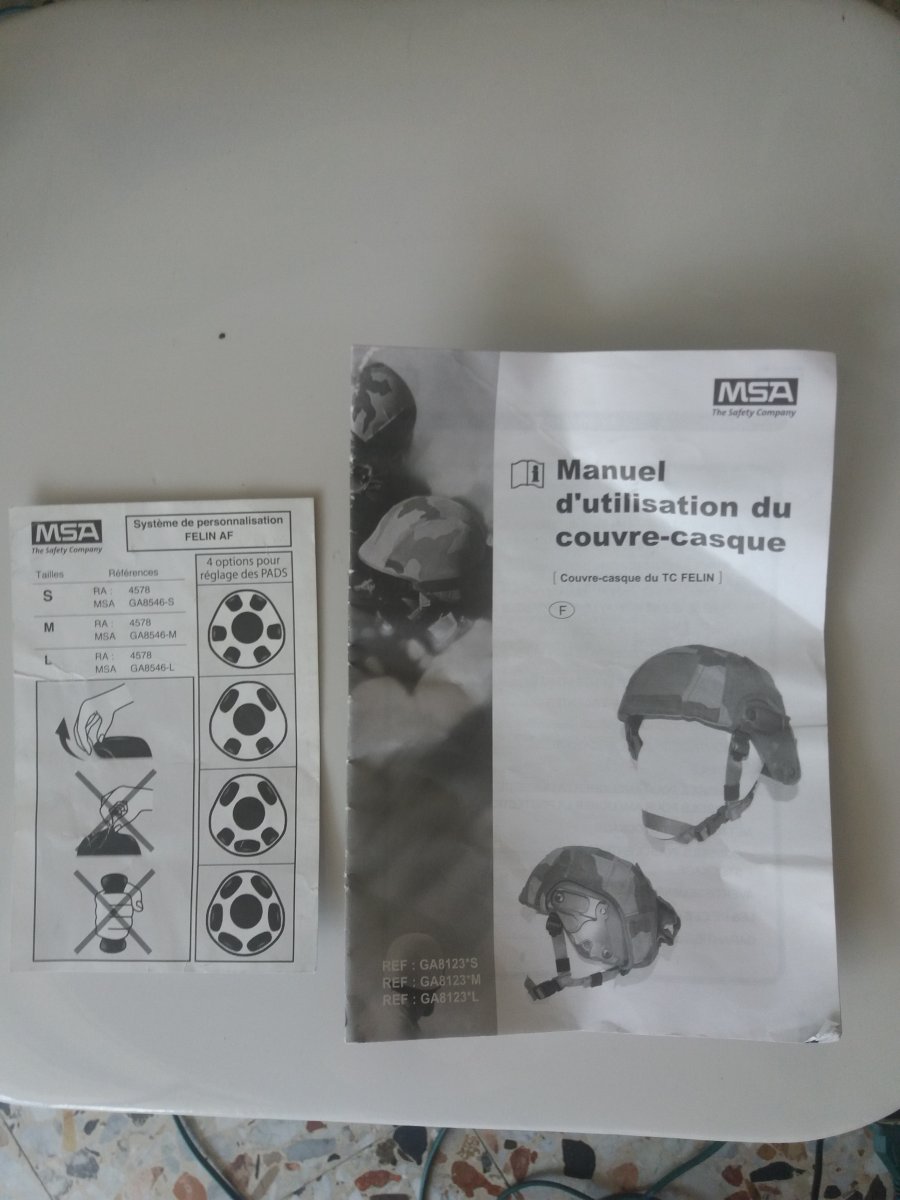 MSA
The Safety Company
Système de personnalisation
FELIN AF
Tailles Références
S RA : 4578
MSA GA8546-S
M RA : 4578
MSA GA8546-M
L RA : 4578
MSA GA8546-L
4 options pour
réglage des PADS
MSA
The Safety Company
Manuel
d'utilisation du
couvre-casque
[ Couvre-casque du TC FELIN ]
F
REF : GA8123*S
REF : GA8123*M
REF : GA8123*L